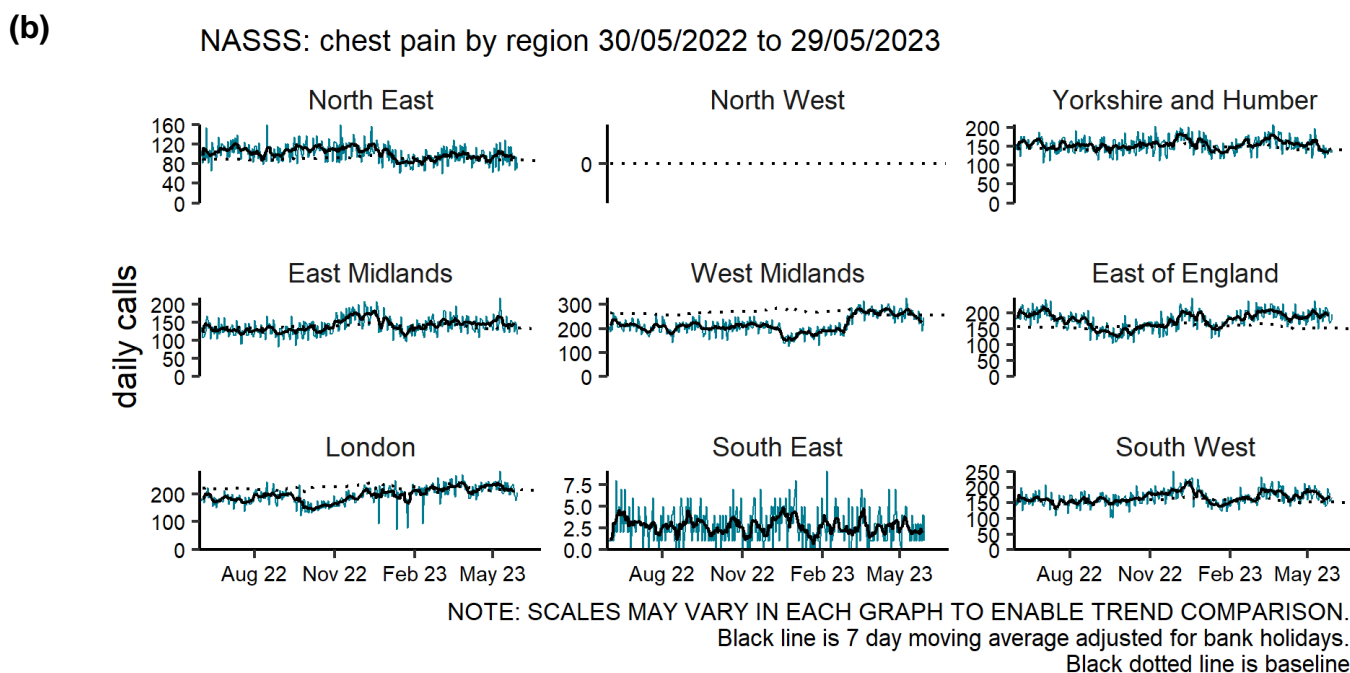 (b)
NASSS: chest pain by region 30/05/2022 to 29/05/2023
daily calls
North East
160
120
80
40
0
North West
0
Yorkshire and Humber
200
150
100
50
0
East Midlands
200
150
100
50
0
West Midlands
300
200
100
0
East of England
200
150
100
50
0
London
200
100
0
Aug 22 Nov 22 Feb 23 May 23
South East
7.5
5.0
2.5
0.0
Aug 22 Nov 22 Feb 23 May 23
South West
250
200
150
100
50
0
Aug 22 Nov 22 Feb 23 May 23
NOTE: SCALES MAY VARY IN EACH GRAPH TO ENABLE TREND COMPARISON.
Black line is 7 day moving average adjusted for bank holidays.
Black dotted line is baseline